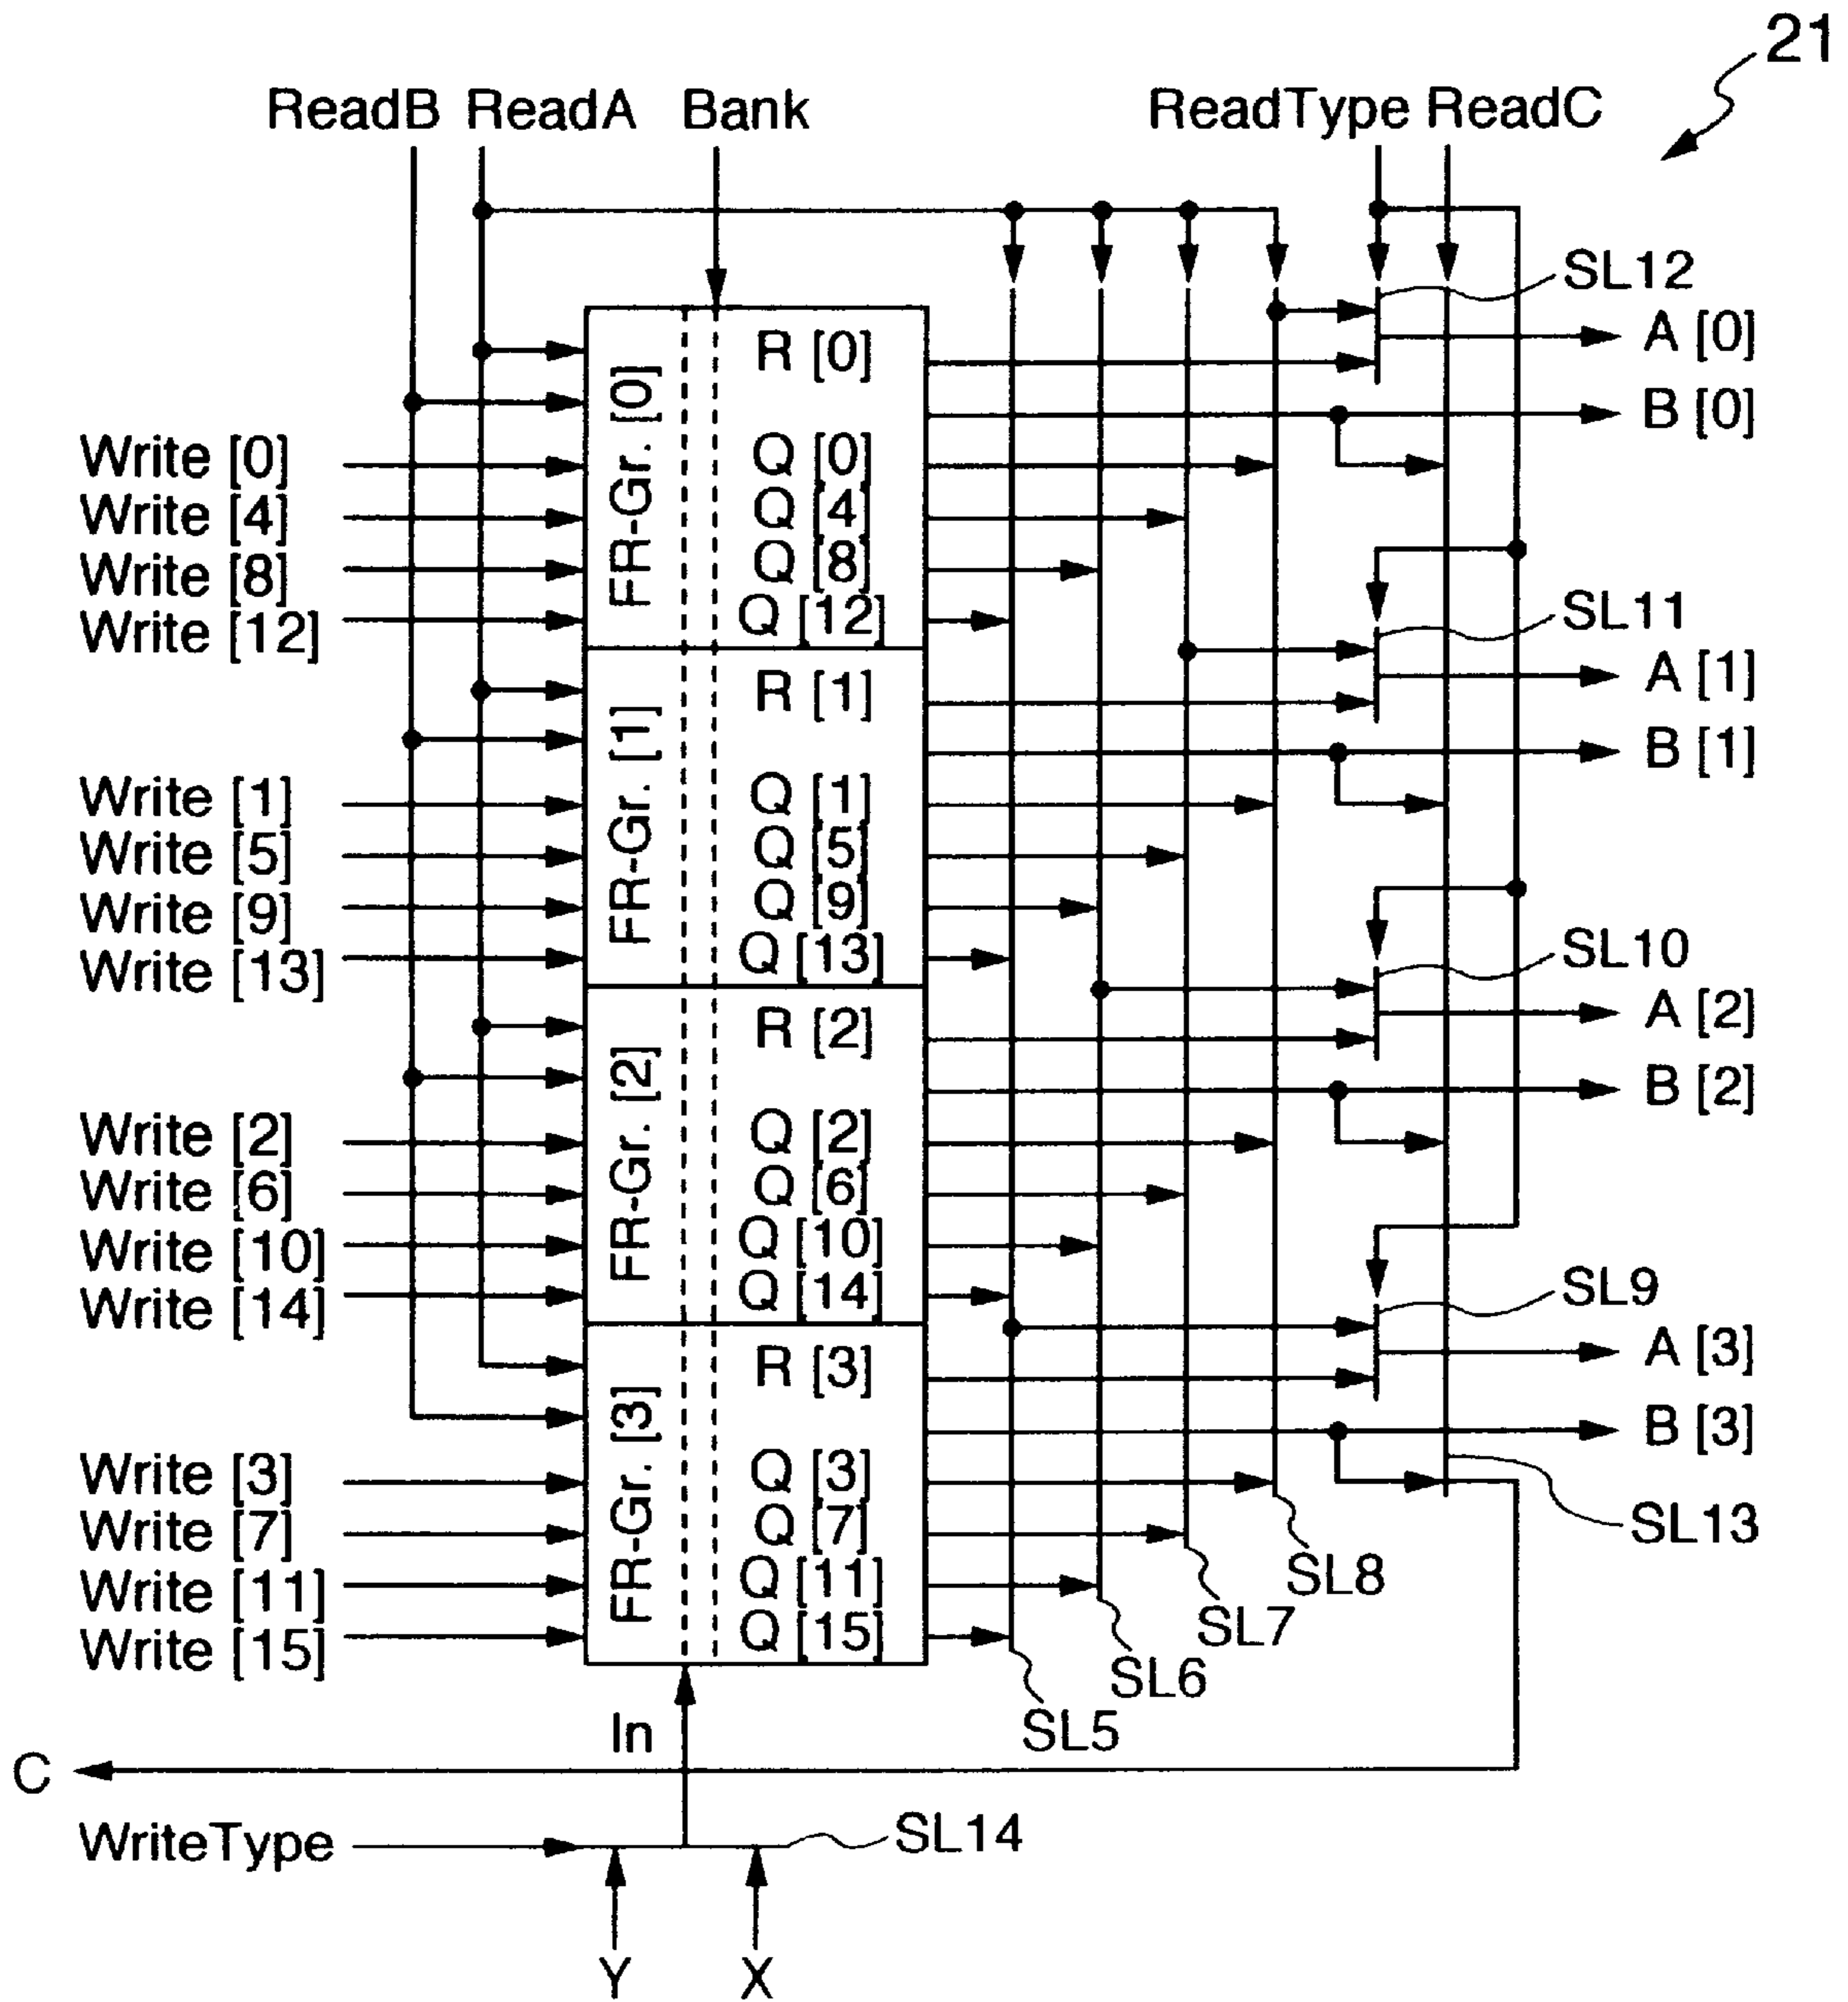 21
ReadB ReadA Bank ReadType ReadC
SL12
R [0] A [0]
FR-Gr. [0]
B [0]
Write [0] Q [0]
Write [4] Q [4]
Write [8] Q [8]
Write [12] Q [12]
SL11
R [1] A [1]
FR-Gr. [1]
B [1]
Write [1] Q [1]
Write [5] Q [5]
Write [9] Q [9]
Write [13] Q [13]
SL10
R [2] A [2]
FR-Gr. [2]
B [2]
Write [2] Q [2]
Write [6] Q [6]
Write [10] Q [10]
Write [14] Q [14]
SL9
R [3] A [3]
FR-Gr. [3]
B [3]
Write [3] Q [3]
Write [7] Q [7]
SL13
Write [11] Q [11]
SL8
Write [15] Q [15]
SL7
SL6
In SL5
C
WriteType SL14
Y X